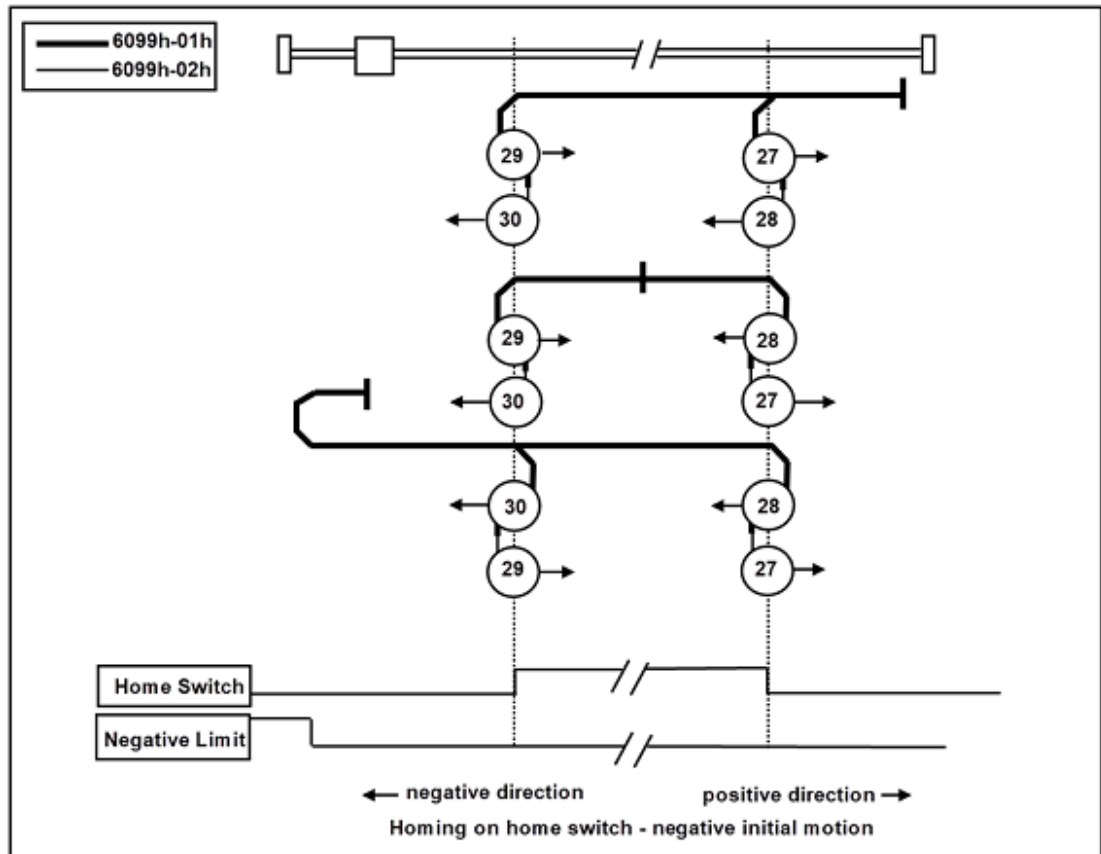 6099h-01h
6099h-02h
29
27
30
28
29
28
30
27
30
28
29
27
Home Switch
Negative Limit
negative direction
positive direction
Homing on home switch - negative initial motion